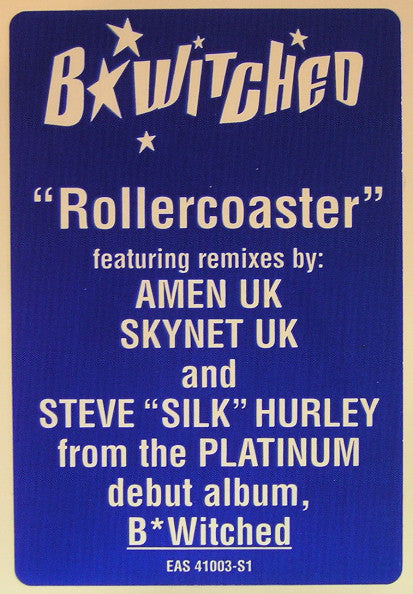 B★WITCHED
“Rollercoaster”
featuring remixes by:
AMEN UK
SKYNET UK
and
STEVE “SILK” HURLEY
from the PLATINUM
debut album,
B*Witched
EAS 41003-S1